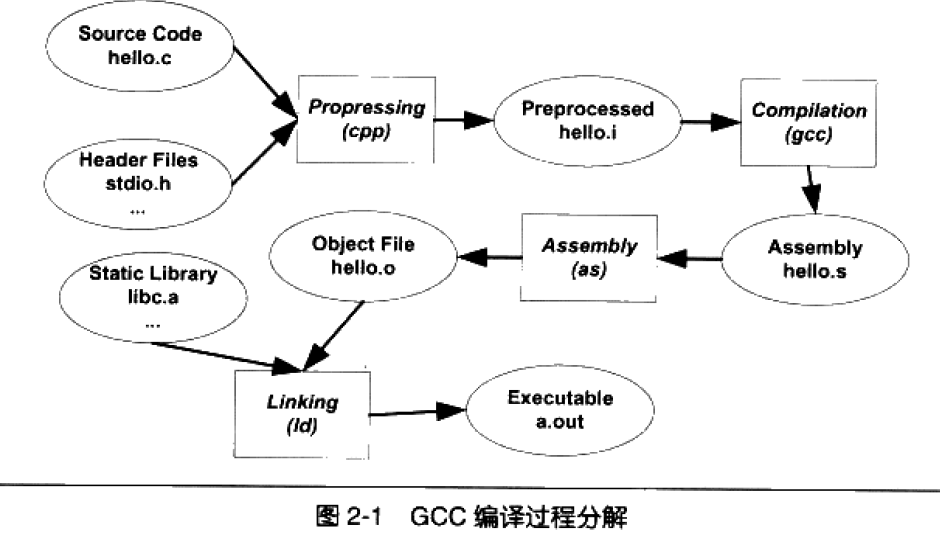 Source Code
hello.c
Header Files
stdio.h
...
Propressing
(cpp)
Preprocessed
hello.i
Compilation
(gcc)
Assembly
hello.s
Assembly
(as)
Object File
hello.o
Static Library
libc.a
...
Linking
(ld)
Executable
a.out
图 2-1 GCC 编译过程分解